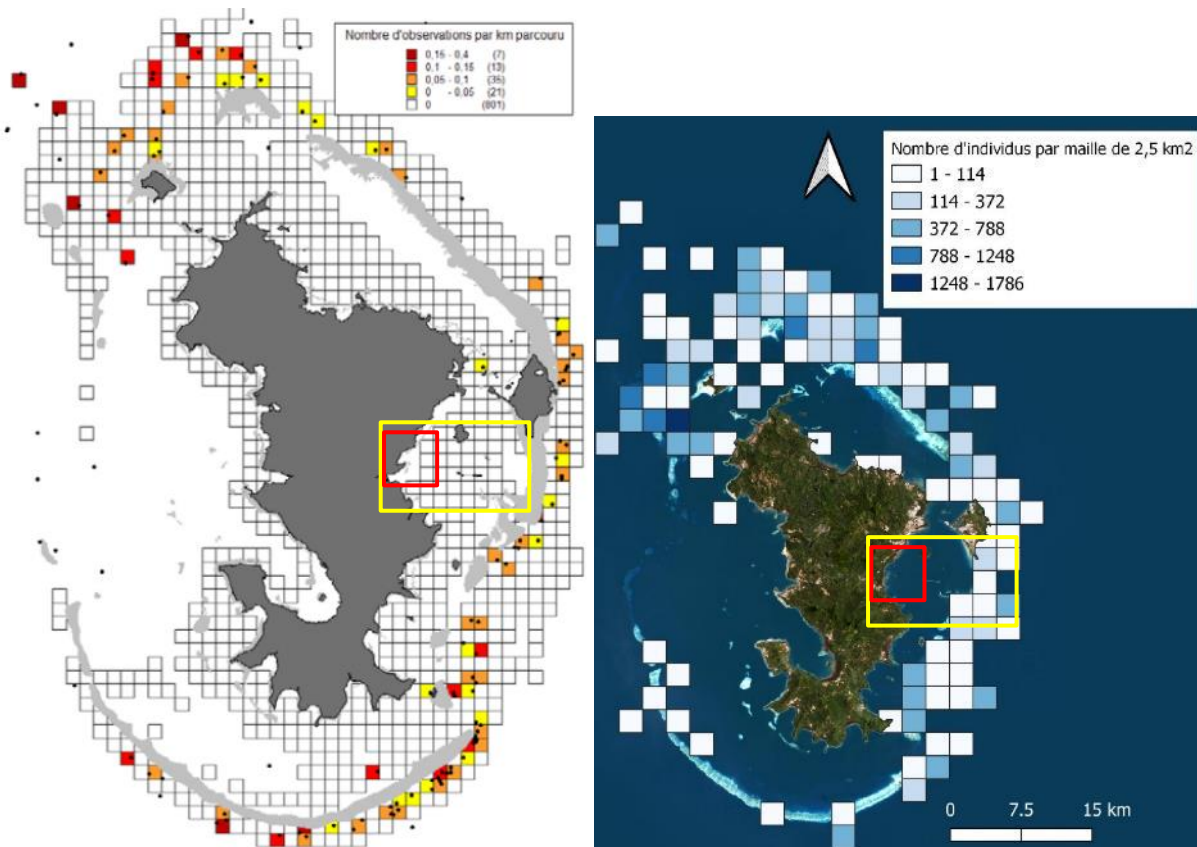 Nombre d'observations par km parcouru
0,15 - 0,4 (7)
0,1 - 0,15 (13)
0,05 - 0,1 (35)
0 - 0,05 (21)
0 (801)
Nombre d'individus par maille de 2,5 km2
1 - 114
114 - 372
372 - 788
788 - 1248
1248 - 1786
0 7.5 15 km